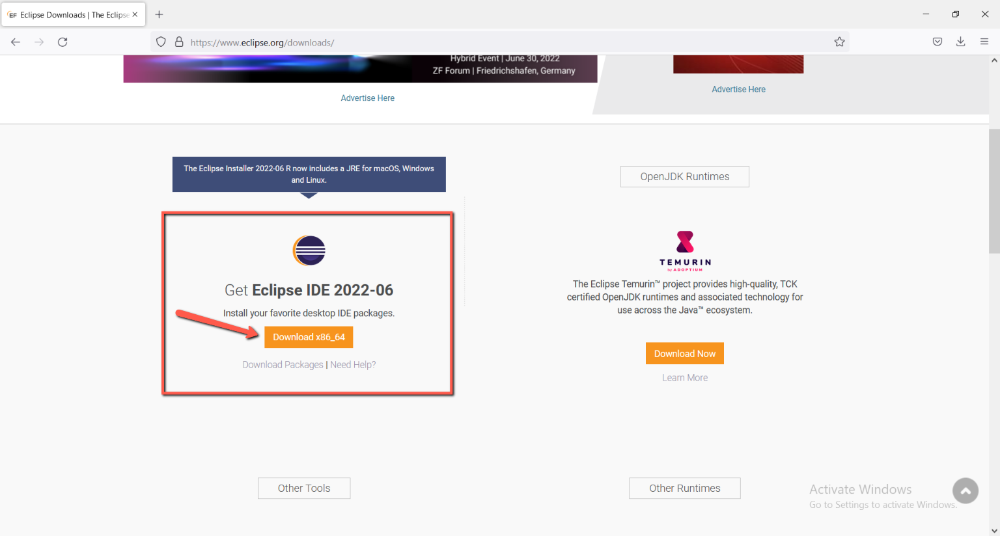 EF Eclipse Downloads | The Eclipse
https://www.eclipse.org/downloads/
Hybrid Event | June 30, 2022
ZF Forum | Friedrichshafen, Germany
Advertise Here
Advertise Here
The Eclipse Installer 2022-06 R now includes a JRE for macOS, Windows
and Linux.
Get Eclipse IDE 2022-06
Install your favorite desktop IDE packages.
Download x86_64
Download Packages | Need Help?
OpenJDK Runtimes
TEMURIN
by ADOPTIUM
The Eclipse Temurin™ project provides high-quality, TCK
certified OpenJDK runtimes and associated technology for
use across the Java™ ecosystem.
Download Now
Learn More
Other Tools
Other Runtimes
Activate Windows
Go to Settings to activate Windows.